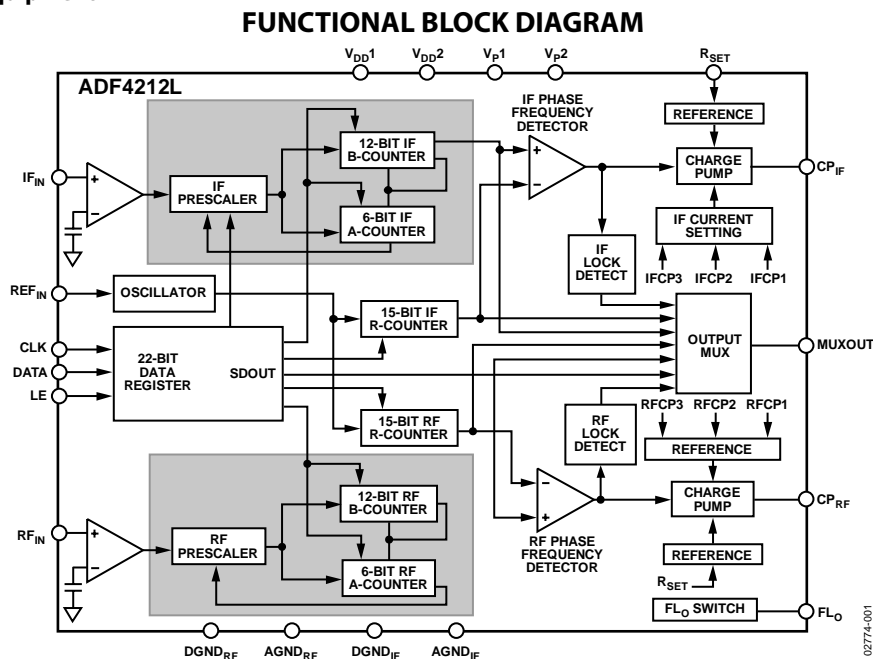 FUNCTIONAL BLOCK DIAGRAM
VDD1
VDD2
VP1
VP2
RSET
ADF4212L
IF PHASE
FREQUENCY
DETECTOR
REFERENCE
12-BIT IF
B-COUNTER
+
−
CHARGE
PUMP
CPIF
IFIN
+
−
IF
PRESCALER
6-BIT IF
A-COUNTER
IF CURRENT
SETTING
IF
LOCK
DETECT
IFCP3
IFCP2
IFCP1
REFIN
OSCILLATOR
15-BIT IF
R-COUNTER
OUTPUT
MUX
MUXOUT
CLK
DATA
LE
22-BIT
DATA
REGISTER
SDOUT
15-BIT RF
R-COUNTER
RF
LOCK
DETECT
RFCP3
RFCP2
RFCP1
REFERENCE
12-BIT RF
B-COUNTER
−
+
CHARGE
PUMP
CPRF
RFIN
+
−
RF
PRESCALER
6-BIT RF
A-COUNTER
RF PHASE
FREQUENCY
DETECTOR
REFERENCE
RSET
FLO SWITCH
FLO
DGNDRF
AGNDRF
DGNDIF
AGNDIF
02774-001